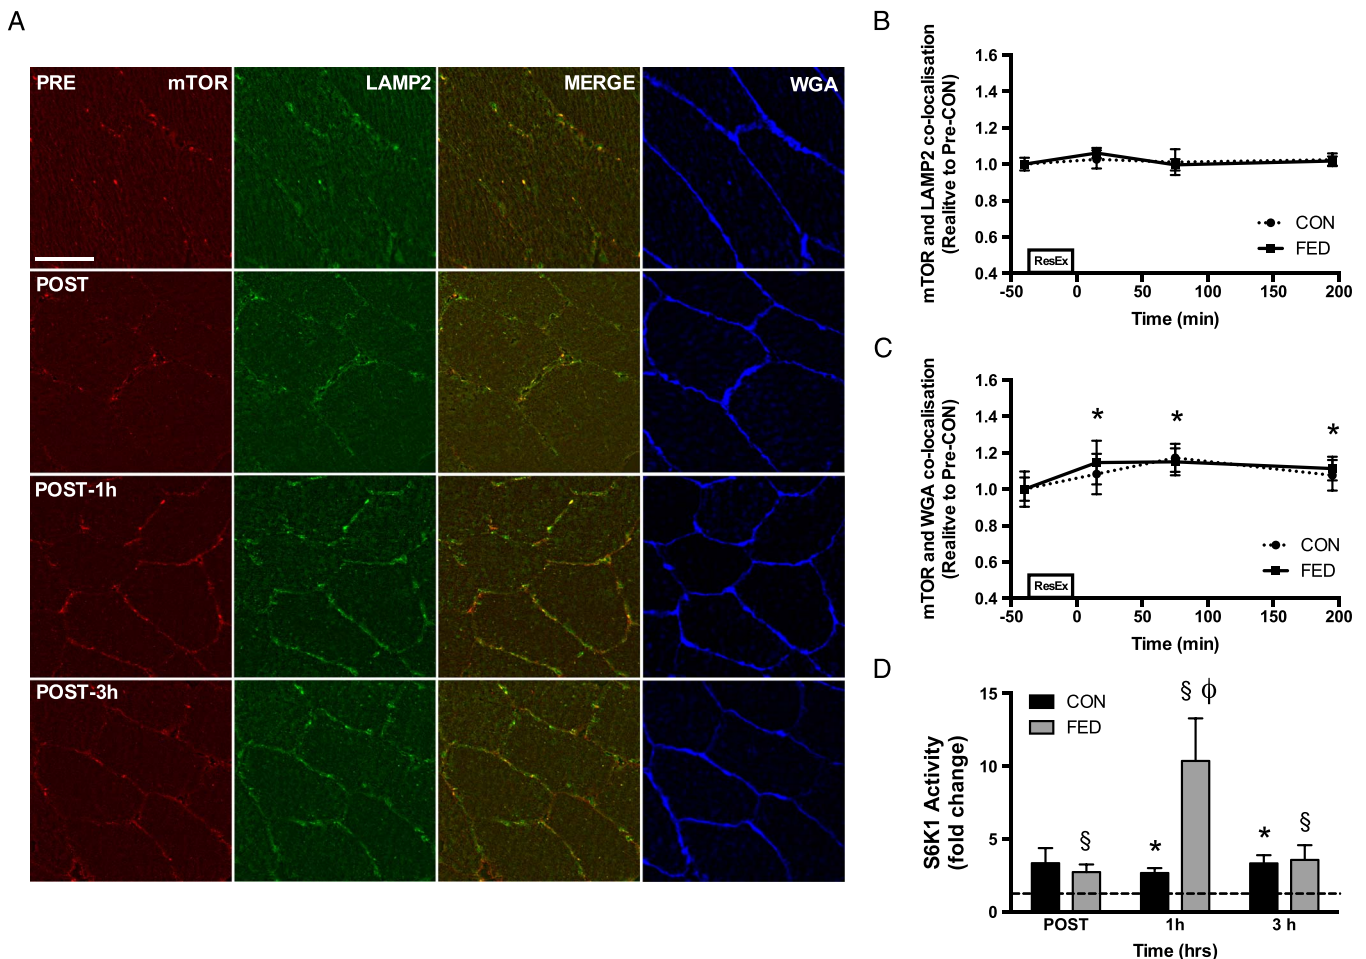 A
PRE mTOR LAMP2 MERGE WGA
POST
POST-1h
POST-3h
B
mTOR and LAMP2 co-localisation
(Realitve to Pre-CON)
1.6
1.4
1.2
1.0
0.8
0.6
0.4
CON
FED
ResEx
-50 0 50 100 150 200
Time (min)
C
mTOR and WGA co-localisation
(Realitve to Pre-CON)
1.6
1.4
1.2
1.0
0.8
0.6
0.4
* * *
CON
FED
ResEx
-50 0 50 100 150 200
Time (min)
D
S6K1 Activity
(fold change)
15
10
5
0
CON
FED
§ ϕ
§ * * §
POST 1h 3 h
Time (hrs)